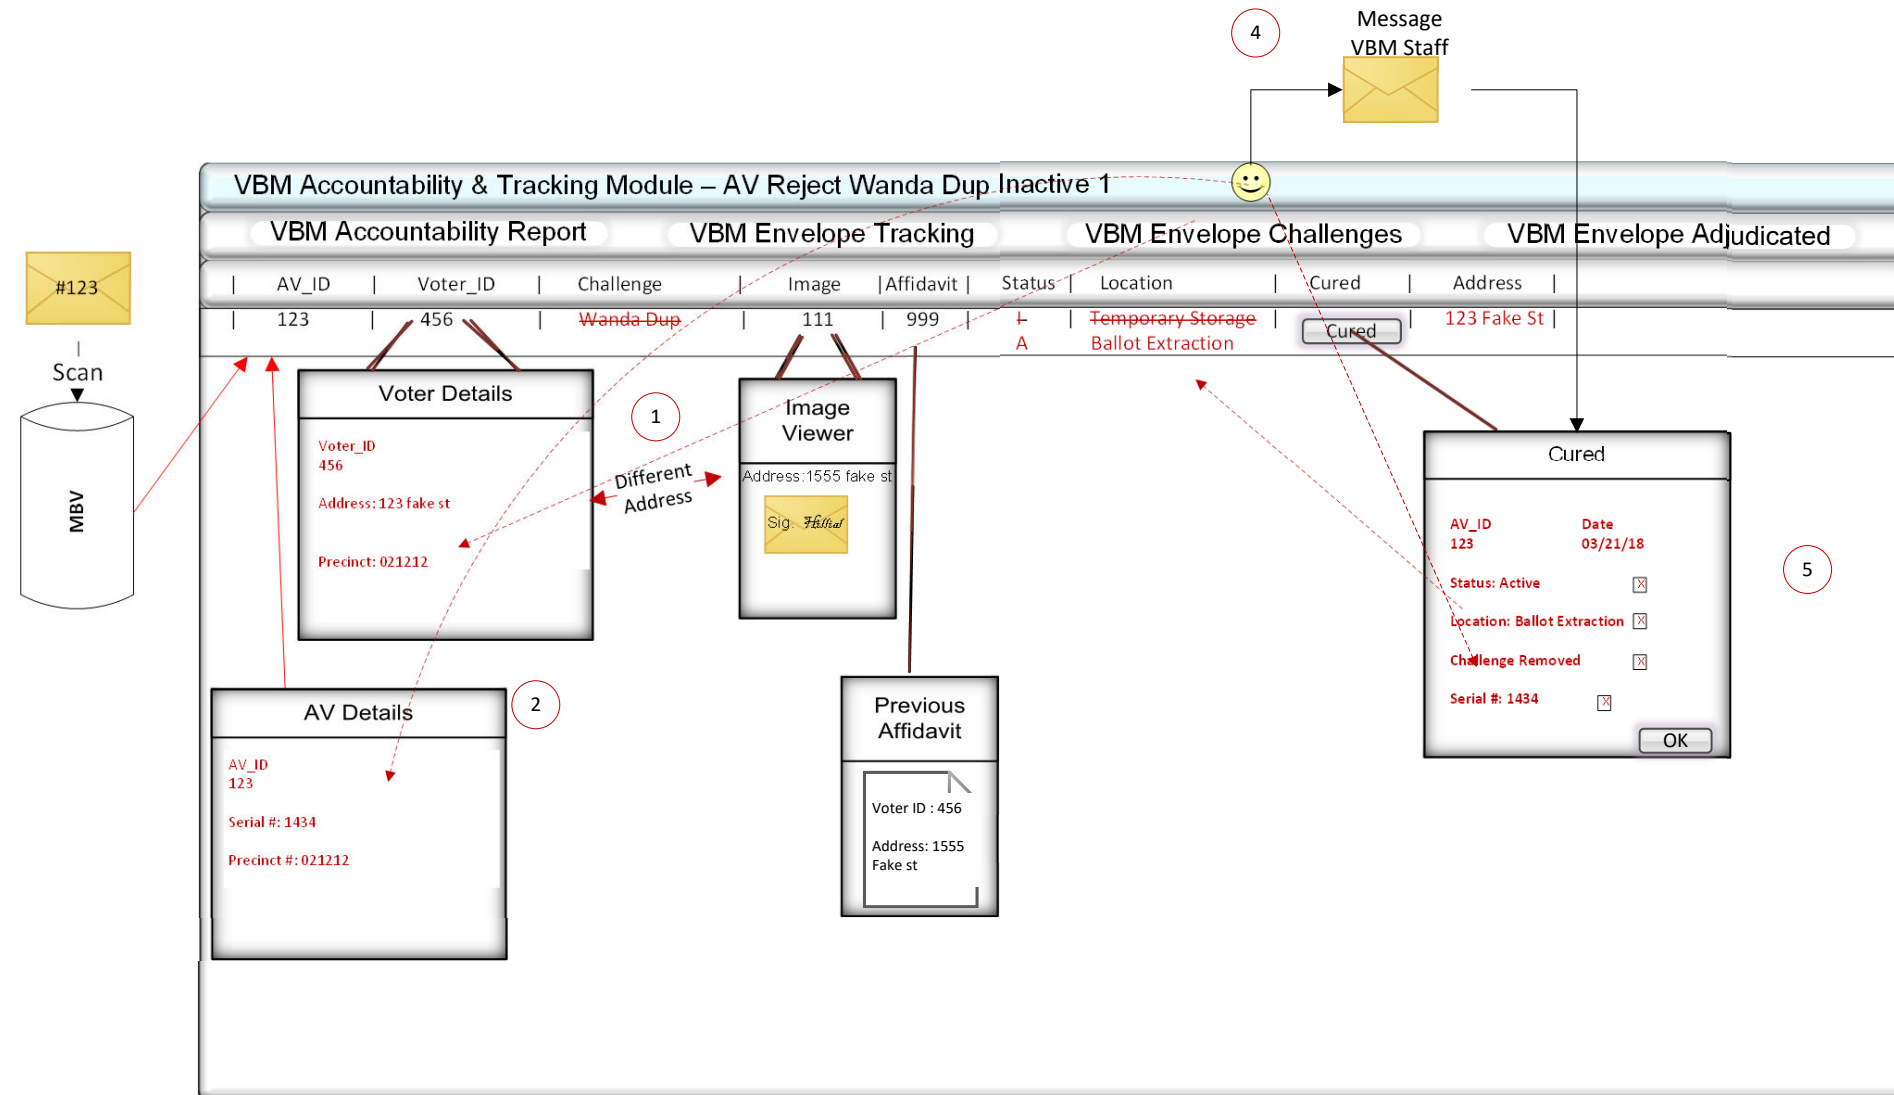 4
Message
VBM Staff
VBM Accountability & Tracking Module – AV Reject Wanda Dup Inactive 1
VBM Accountability Report
VBM Envelope Tracking
VBM Envelope Challenges
VBM Envelope Adjudicated
| AV_ID | Voter_ID | Challenge | Image | Affidavit | Status | Location | Cured | Address |
| 123 | 456 | Wanda Dup | 111 | 999 | I | Temporary Storage | Cured | 123 Fake St |
A Ballot Extraction
#123
Scan
MBV
Voter Details
Voter_ID
456
Address: 123 fake st
Precinct: 021212
1
Different
Address
Image
Viewer
Address:1555 fake st
Sig.
Cured
AV_ID Date
123 03/21/18
Status: Active X
Location: Ballot Extraction X
Challenge Removed X
Serial #: 1434 X
OK
5
AV Details
2
AV_ID
123
Serial #: 1434
Precinct #: 021212
Previous
Affidavit
Voter ID : 456
Address: 1555
Fake st